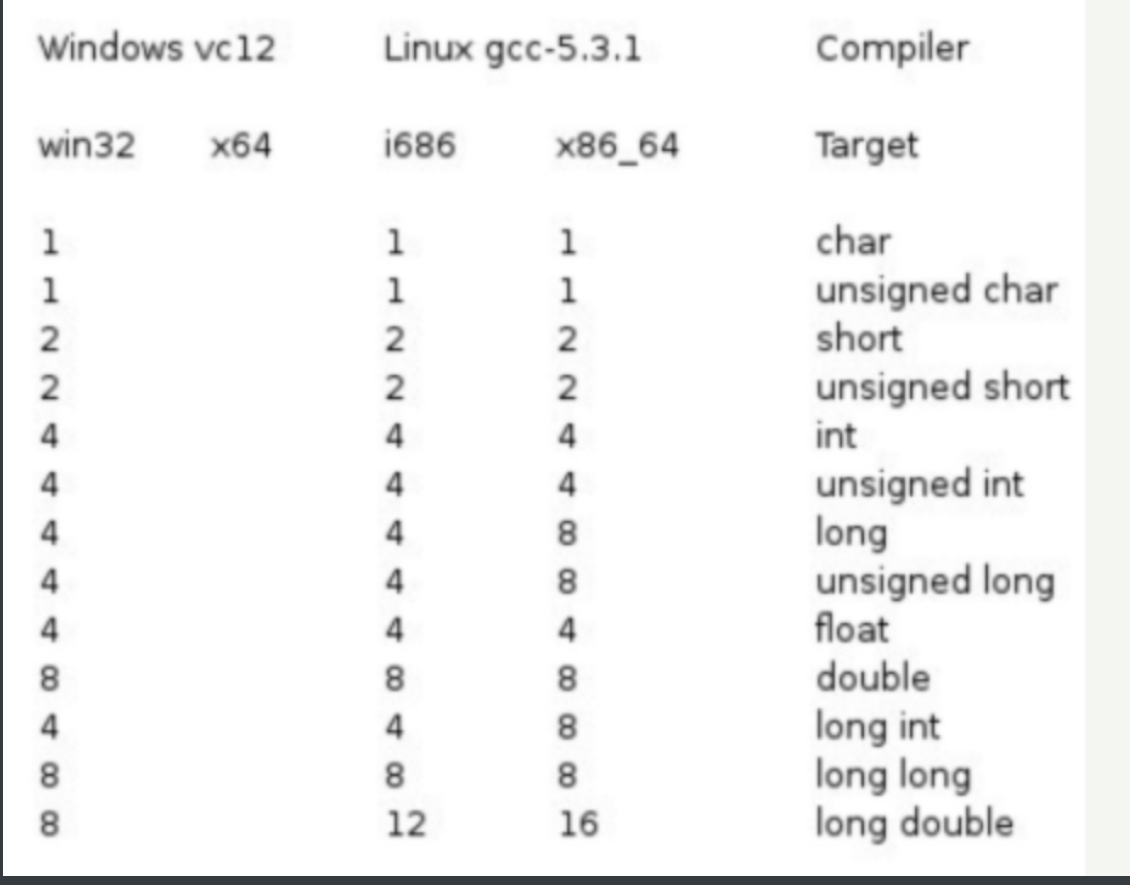 Windows vc12 Linux gcc-5.3.1 Compiler
win32 x64 i686 x86_64 Target
1 1 1 char
1 1 1 unsigned char
2 2 2 short
2 2 2 unsigned short
4 4 4 int
4 4 4 unsigned int
4 4 8 long
4 4 8 unsigned long
4 4 4 float
8 8 8 double
4 4 8 long int
8 8 8 long long
8 12 16 long double